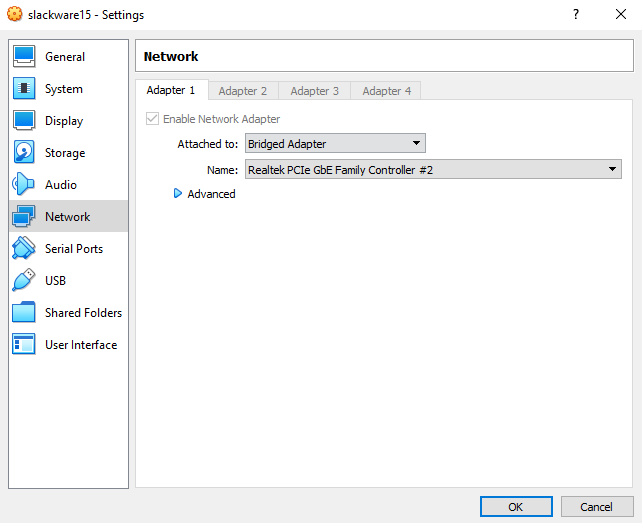 slackware15 - Settings
?
General
System
Display
Storage
Audio
Network
Serial Ports
USB
Shared Folders
User Interface
Network
Adapter 1 Adapter 2 Adapter 3 Adapter 4
Enable Network Adapter
Attached to: Bridged Adapter
Name: Realtek PCIe GbE Family Controller #2
Advanced
OK Cancel